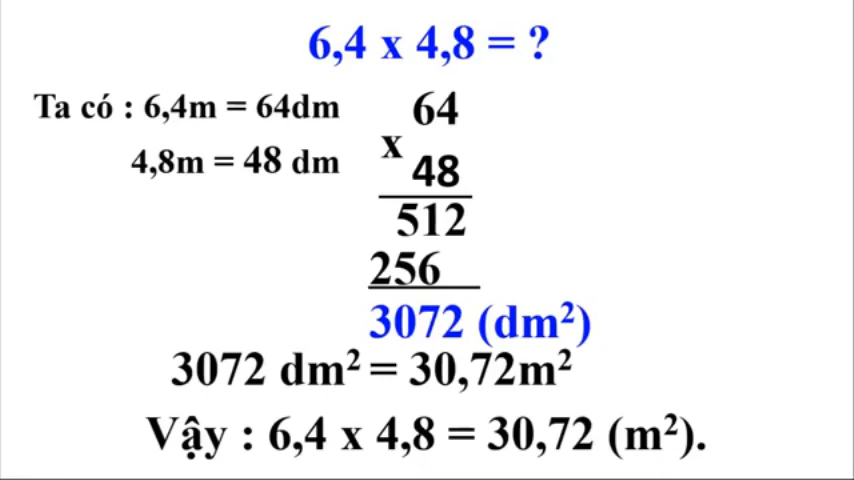 6,4 x 4,8 = ?
Ta có : 6,4m = 64dm
4,8m = 48 dm
64
x
48
512
256
3072 (dm²)
3072 dm² = 30,72m²
Vậy : 6,4 x 4,8 = 30,72 (m²).